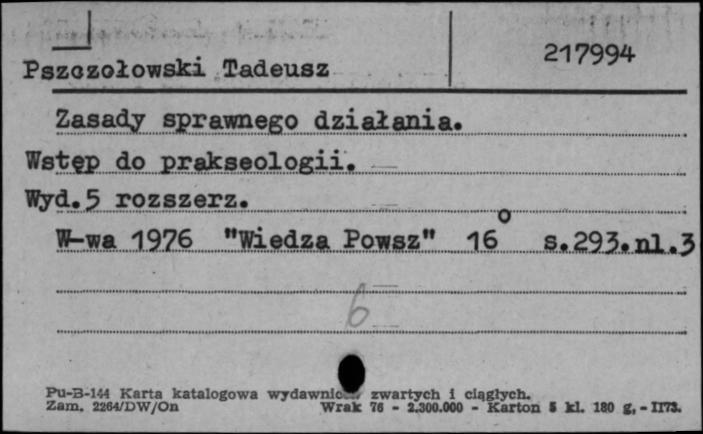 217994
Pszczołowski Tadeusz
Zasady sprawnego działania.
Wstęp do prakseologii.
Wyd.5 rozszerz.
W-wa 1976 "Wiedza Powsz" 16° s.293.nl.3
6
Pu-B-144 Karta katalogowa zwartych i ciągłych.
Zam. 2264/DW/On Wrak 76 - 2.300.000 - Karton 5 kl. 180 g, - II73.